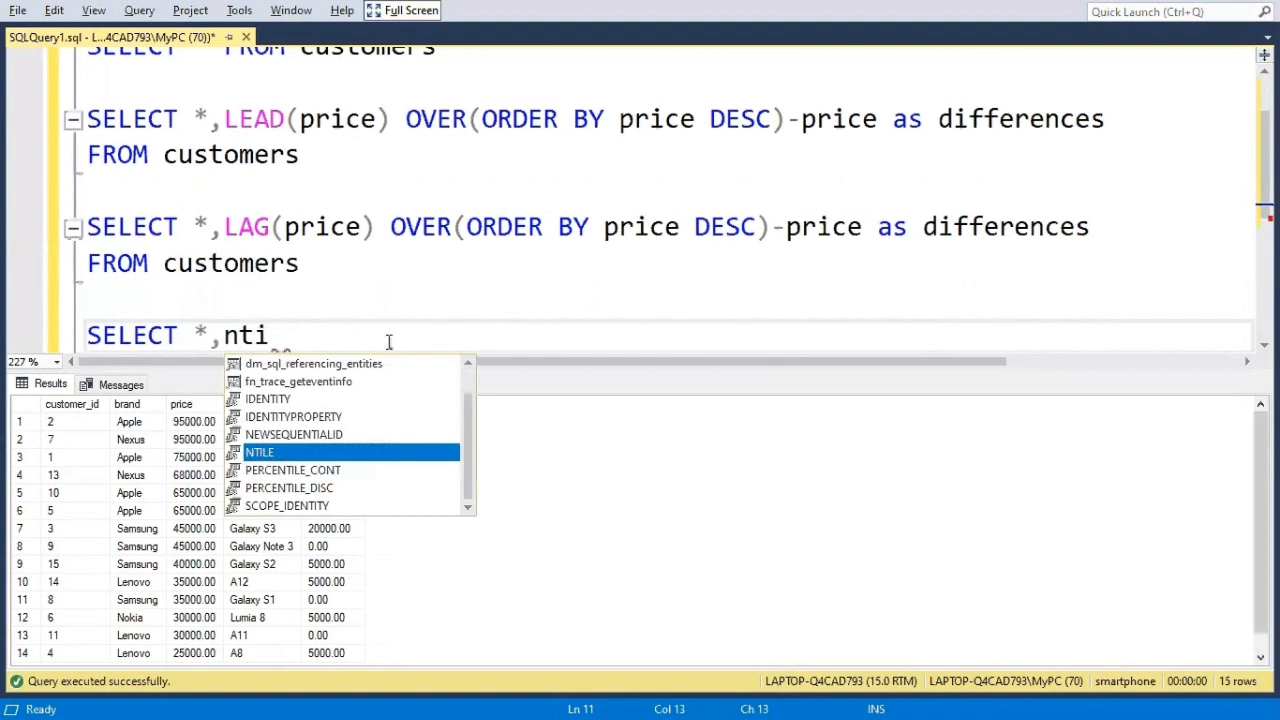 File Edit View Query Project Tools Window Help Full Screen Quick Launch (Ctrl+Q)
SQLQuery1.sql - L...4CAD793\MyPC (70))*
SELECT * FROM customers
SELECT *,LEAD(price) OVER(ORDER BY price DESC)-price as differences
FROM customers
SELECT *,LAG(price) OVER(ORDER BY price DESC)-price as differences
FROM customers
SELECT *,nti
227 %
dm_sql_referencing_entities
fn_trace_geteventinfo
IDENTITY
IDENTITYPROPERTY
NEWSEQUENTIALID
NTILE
PERCENTILE_CONT
PERCENTILE_DISC
SCOPE_IDENTITY
Results Messages
customer_id brand price
1 2 Apple 95000.00
2 7 Nexus 95000.00
3 1 Apple 75000.00
4 13 Nexus 68000.00
5 10 Apple 65000.00
6 5 Apple 65000.00
7 3 Samsung 45000.00 Galaxy S3 20000.00
8 9 Samsung 45000.00 Galaxy Note 3 0.00
9 15 Samsung 40000.00 Galaxy S2 5000.00
10 14 Lenovo 35000.00 A12 5000.00
11 8 Samsung 35000.00 Galaxy S1 0.00
12 6 Nokia 30000.00 Lumia 8 5000.00
13 11 Lenovo 30000.00 A11 0.00
14 4 Lenovo 25000.00 A8 5000.00
Query executed successfully. LAPTOP-Q4CAD793 (15.0 RTM) LAPTOP-Q4CAD793\MyPC (70) smartphone 00:00:00 15 rows
Ready Ln 11 Col 13 Ch 13 INS